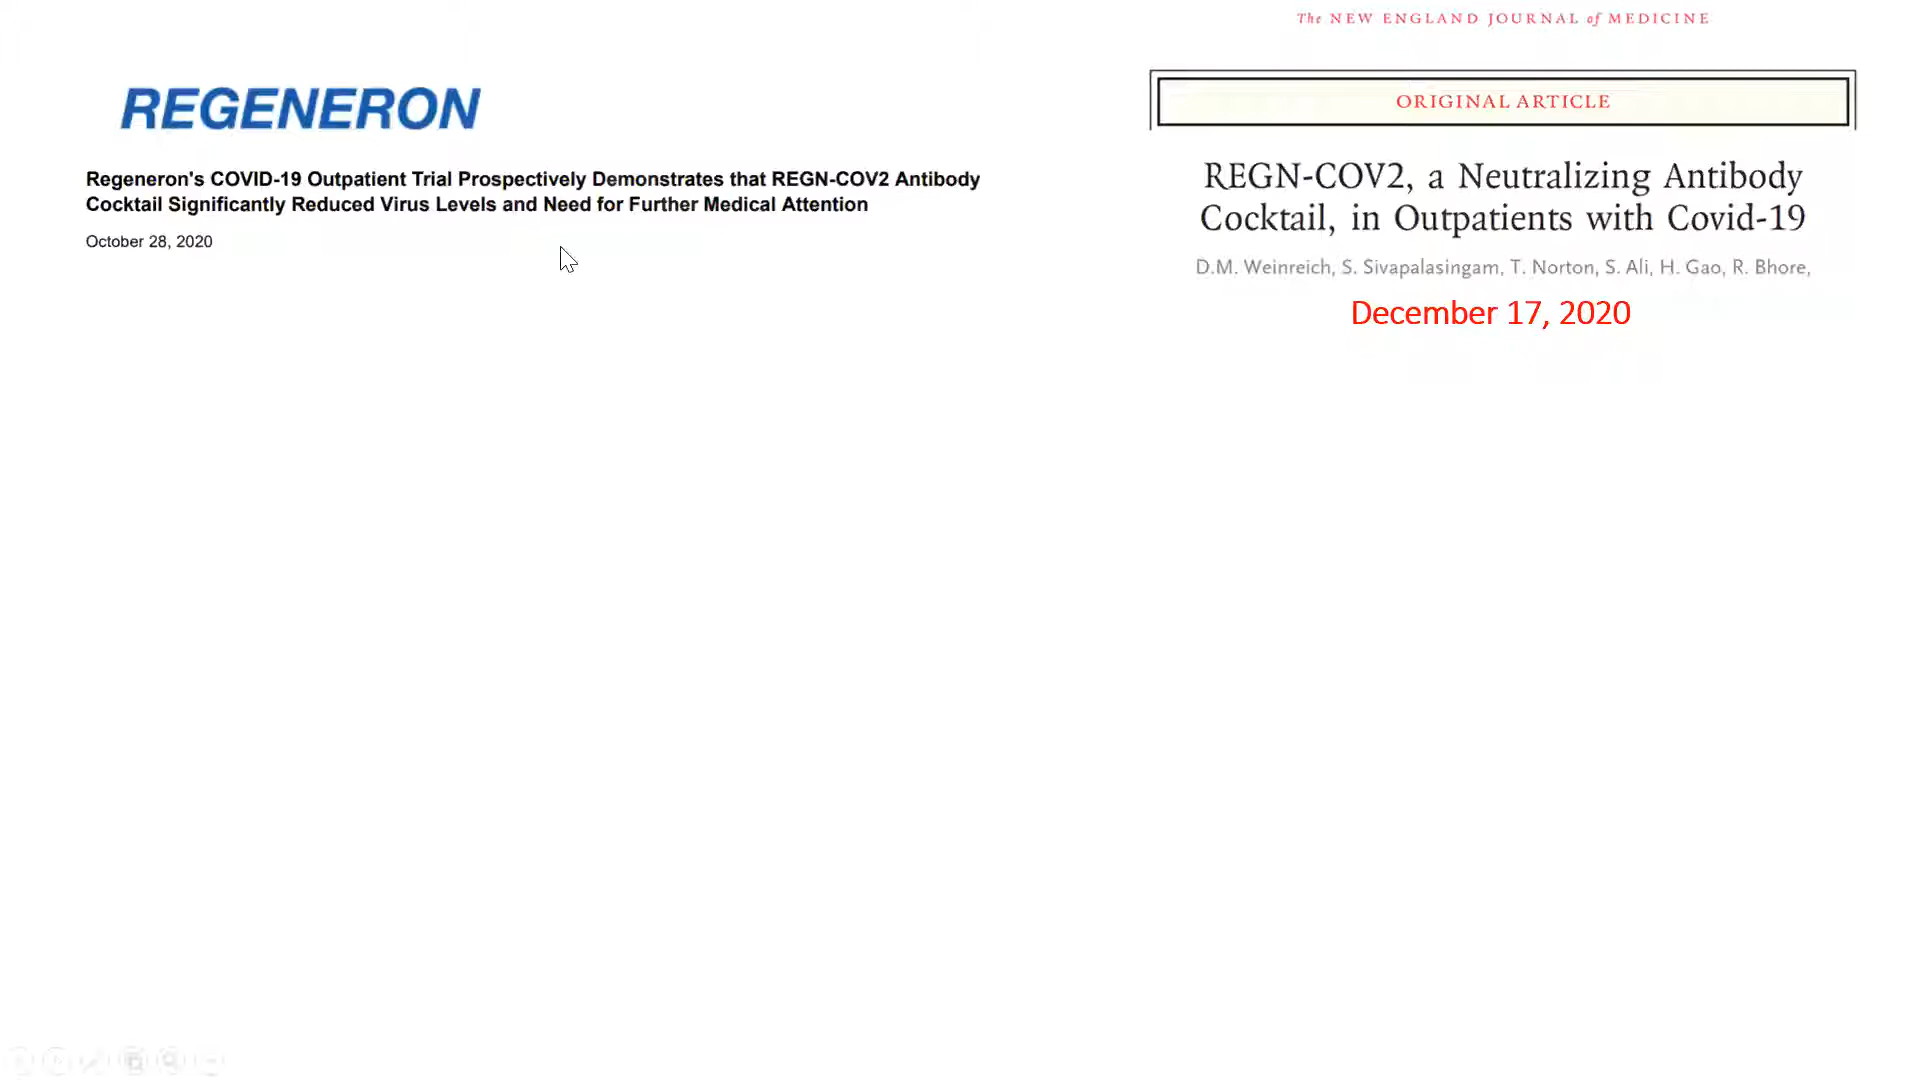 REGENERON
Regeneron's COVID-19 Outpatient Trial Prospectively Demonstrates that REGN-COV2 Antibody
Cocktail Significantly Reduced Virus Levels and Need for Further Medical Attention
October 28, 2020
The NEW ENGLAND JOURNAL of MEDICINE
ORIGINAL ARTICLE
REGN-COV2, a Neutralizing Antibody
Cocktail, in Outpatients with Covid-19
D.M. Weinreich, S. Sivapalasingam, T. Norton, S. Ali, H. Gao, R. Bhore,
December 17, 2020